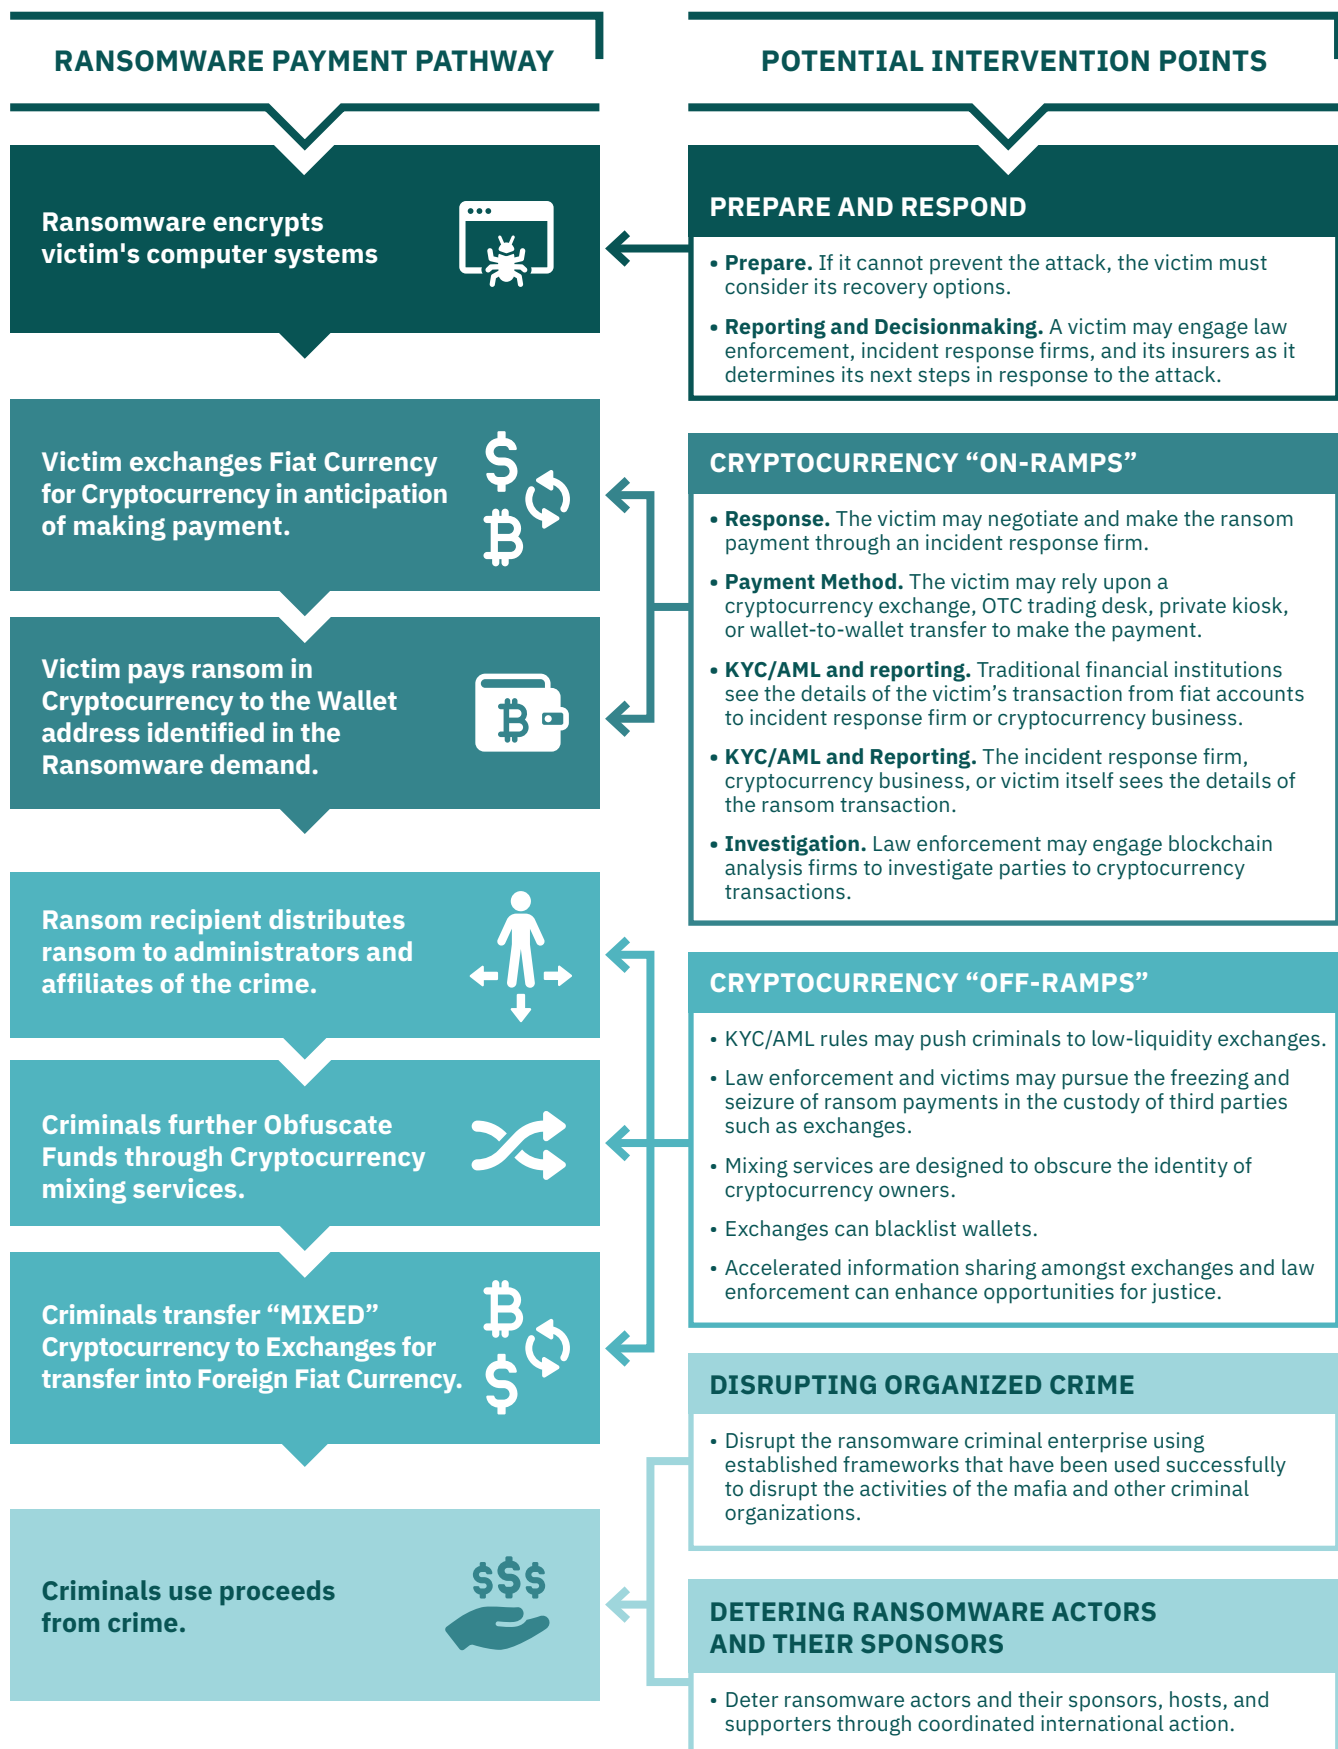 RANSOMWARE PAYMENT PATHWAY
Ransomware encrypts
victim's computer systems
Victim exchanges Fiat Currency
for Cryptocurrency in anticipation
of making payment.
Victim pays ransom in
Cryptocurrency to the Wallet
address identified in the
Ransomware demand.
Ransom recipient distributes
ransom to administrators and
affiliates of the crime.
Criminals further Obfuscate
Funds through Cryptocurrency
mixing services.
Criminals transfer “MIXED”
Cryptocurrency to Exchanges for
transfer into Foreign Fiat Currency.
Criminals use proceeds
from crime.
POTENTIAL INTERVENTION POINTS
PREPARE AND RESPOND
• Prepare. If it cannot prevent the attack, the victim must
consider its recovery options.
• Reporting and Decisionmaking. A victim may engage law
enforcement, incident response firms, and its insurers as it
determines its next steps in response to the attack.
CRYPTOCURRENCY “ON-RAMPS”
• Response. The victim may negotiate and make the ransom
payment through an incident response firm.
• Payment Method. The victim may rely upon a
cryptocurrency exchange, OTC trading desk, private kiosk,
or wallet-to-wallet transfer to make the payment.
• KYC/AML and reporting. Traditional financial institutions
see the details of the victim’s transaction from fiat accounts
to incident response firm or cryptocurrency business.
• KYC/AML and Reporting. The incident response firm,
cryptocurrency business, or victim itself sees the details of
the ransom transaction.
• Investigation. Law enforcement may engage blockchain
analysis firms to investigate parties to cryptocurrency
transactions.
CRYPTOCURRENCY “OFF-RAMPS”
• KYC/AML rules may push criminals to low-liquidity exchanges.
• Law enforcement and victims may pursue the freezing and
seizure of ransom payments in the custody of third parties
such as exchanges.
• Mixing services are designed to obscure the identity of
cryptocurrency owners.
• Exchanges can blacklist wallets.
• Accelerated information sharing amongst exchanges and law
enforcement can enhance opportunities for justice.
DISRUPTING ORGANIZED CRIME
• Disrupt the ransomware criminal enterprise using
established frameworks that have been used successfully
to disrupt the activities of the mafia and other criminal
organizations.
DETERING RANSOMWARE ACTORS
AND THEIR SPONSORS
• Deter ransomware actors and their sponsors, hosts, and
supporters through coordinated international action.